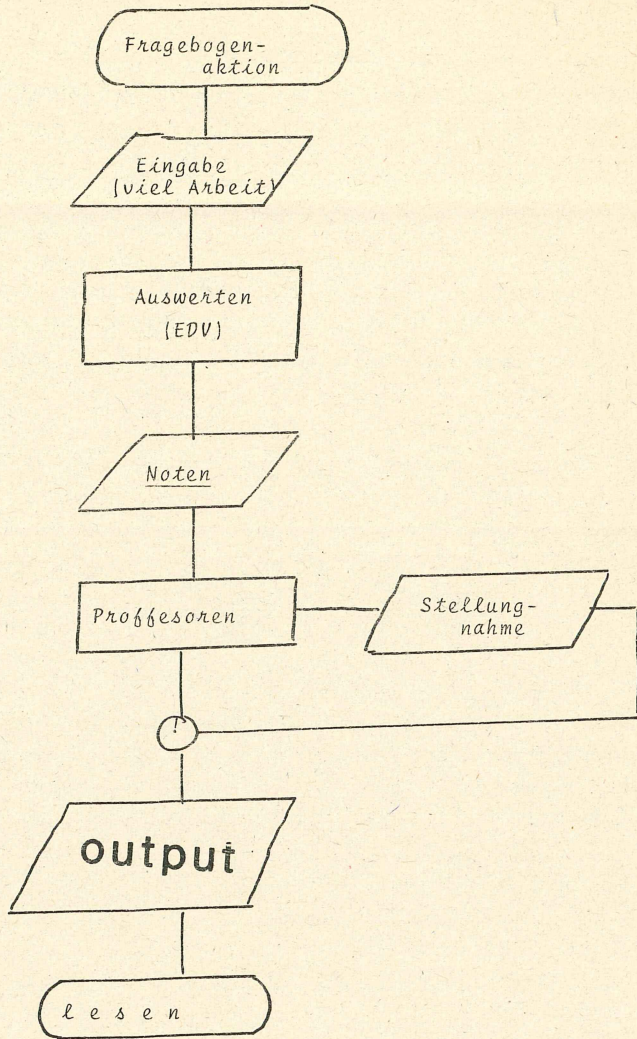 Fragebogen-
aktion
Eingabe
(viel Arbeit)
Auswerten
(EDV)
Noten
Proffesoren
Stellung-
nahme
!
output
lesen